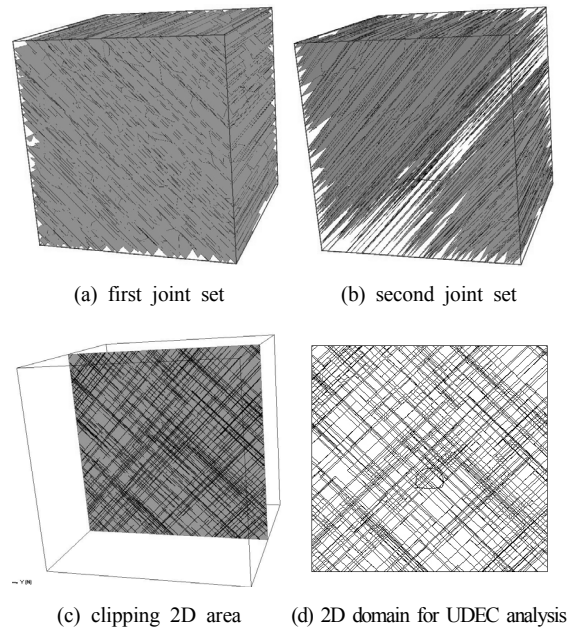 (a) first joint set
(b) second joint set
Y (N)
(c) clipping 2D area
(d) 2D domain for UDEC analysis